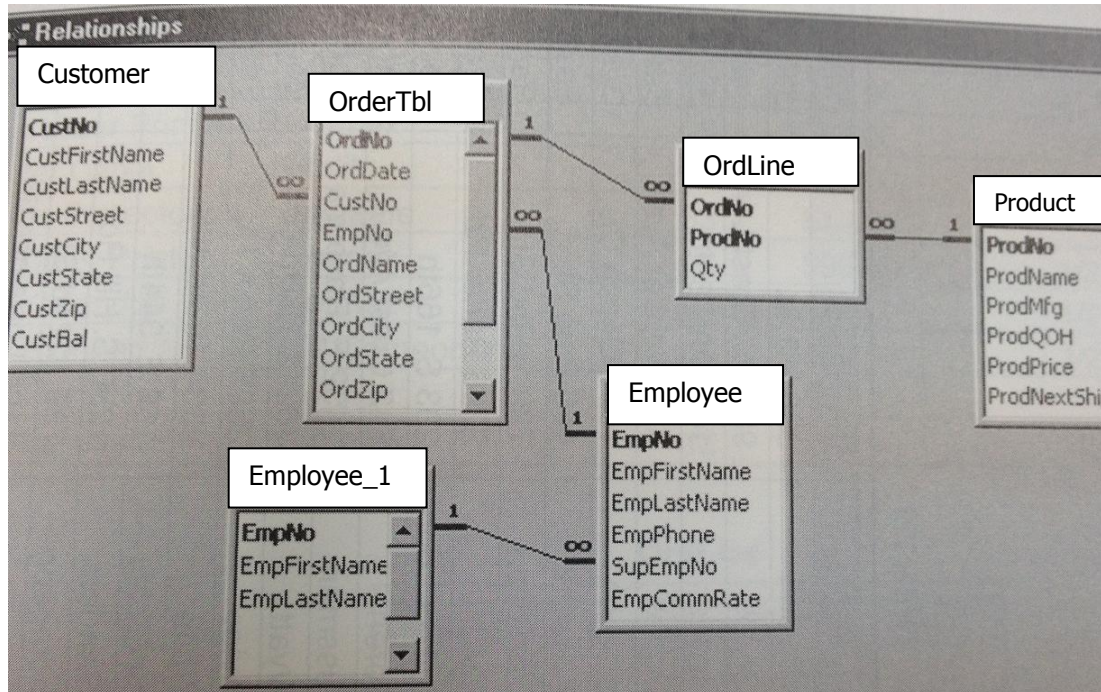 Relationships
Customer
CustNo
CustFirstName
CustLastName
CustStreet
CustCity
CustState
CustZip
CustBal
1
∞
OrderTbl
OrdNo
OrdDate
CustNo
EmpNo
OrdName
OrdStreet
OrdCity
OrdState
OrdZip
1
∞
∞
1
OrdLine
OrdNo
ProdNo
Qty
∞
1
Product
ProdNo
ProdName
ProdMfg
ProdQOH
ProdPrice
ProdNextShi
Employee
EmpNo
EmpFirstName
EmpLastName
EmpPhone
SupEmpNo
EmpCommRate
Employee_1
EmpNo
EmpFirstName
EmpLastName
1
∞